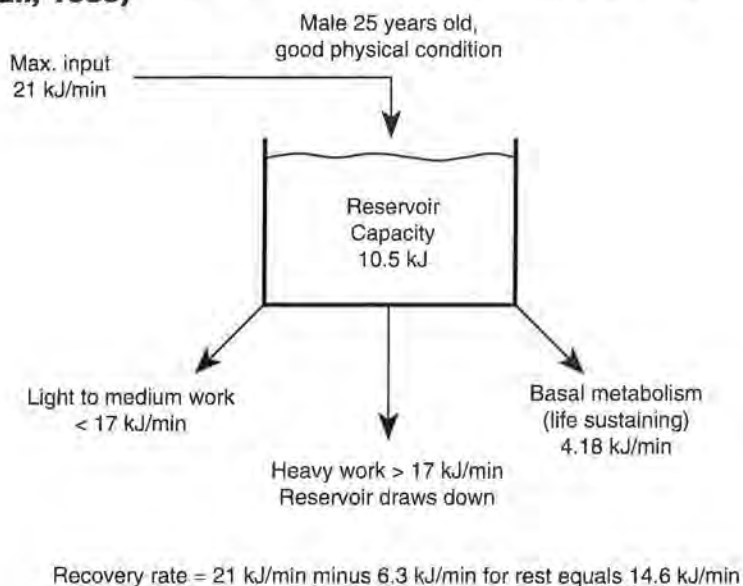 Male 25 years old,
good physical condition
Max. input
21 kJ/min
Reservoir
Capacity
10.5 kJ
Light to medium work
< 17 kJ/min
Basal metabolism
(life sustaining)
4.18 kJ/min
Heavy work > 17 kJ/min
Reservoir draws down
Recovery rate = 21 kJ/min minus 6.3 kJ/min for rest equals 14.6 kJ/min